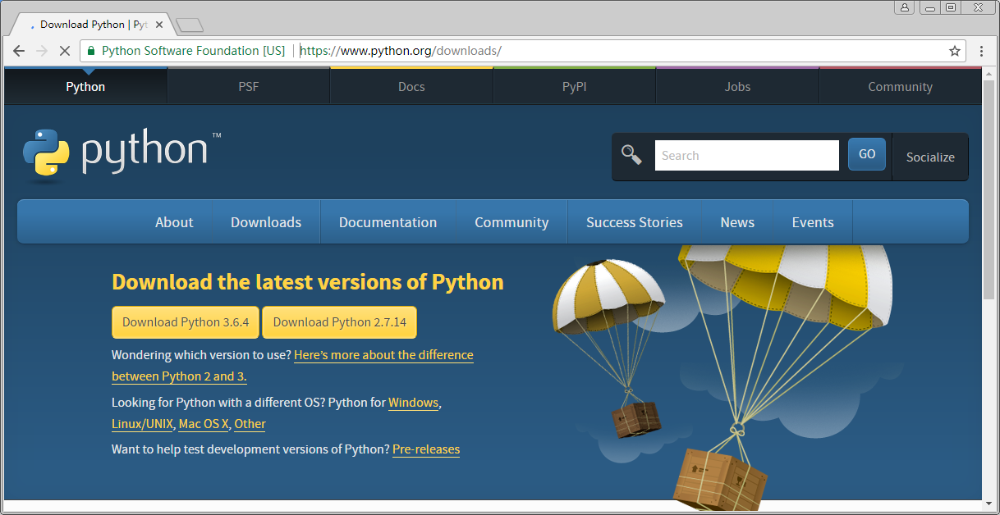 Download Python | Pyt
Python Software Foundation [US] https://www.python.org/downloads/
Python PSF Docs PyPI Jobs Community
python™
Search GO Socialize
About Downloads Documentation Community Success Stories News Events
Download the latest versions of Python
Download Python 3.6.4 Download Python 2.7.14
Wondering which version to use? Here's more about the difference
between Python 2 and 3.
Looking for Python with a different OS? Python for Windows,
Linux/UNIX, Mac OS X, Other
Want to help test development versions of Python? Pre-releases